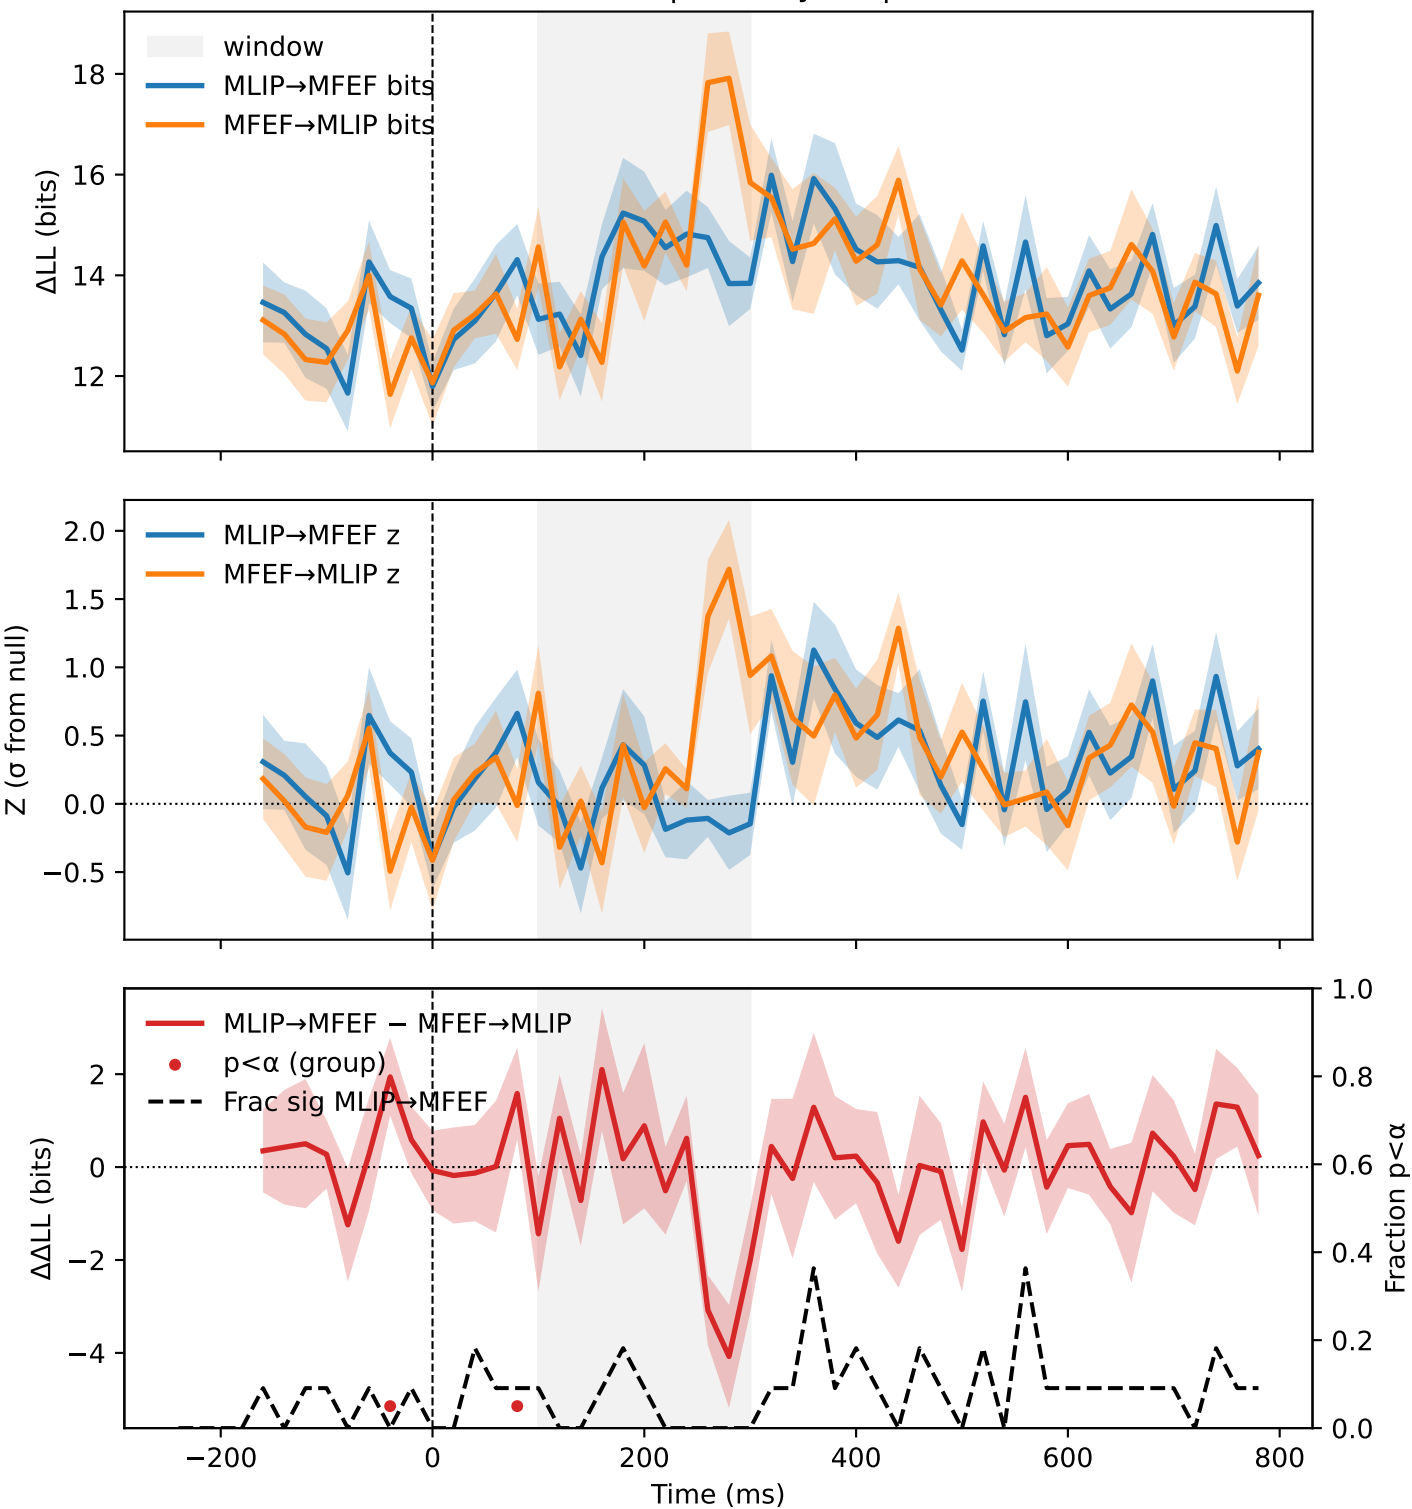 window
MLIP→MFEF bits
MFEF→MLIP bits
18
16
14
12
ΔLL (bits)
MLIP→MFEF z
MFEF→MLIP z
2.0
1.5
1.0
0.5
0.0
−0.5
Z (σ from null)
MLIP→MFEF − MFEF→MLIP
p<α (group)
Frac sig MLIP→MFEF
2
0
−2
−4
ΔΔLL (bits)
1.0
0.8
0.6
0.4
0.2
0.0
Fraction p<α
−200
0
200
400
600
800
Time (ms)